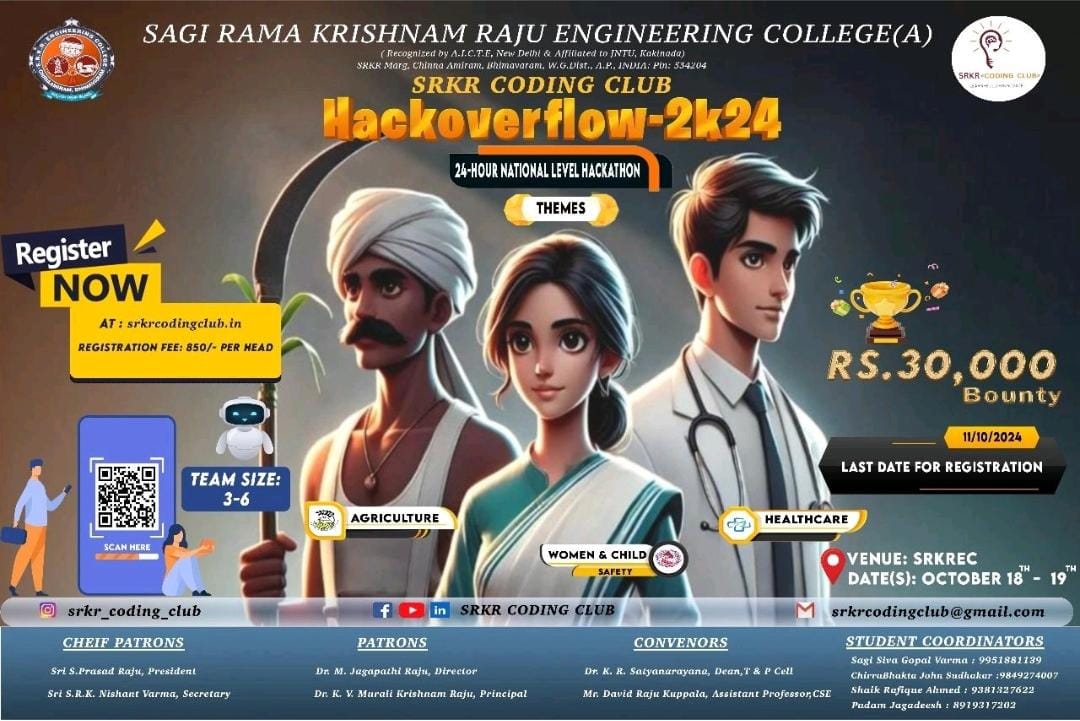 SAGI RAMA KRISHNAM RAJU ENGINEERING COLLEGE(A)
( Recognized by A.I.C.T.E, New Delhi & Affiliated to JNTU, Kakinada)
SRKR Marg, Chinna Amiram, Bhimavaram, W.G.Dist., A.P., INDIA: Pin: 534204
SRKR CODING CLUB
Hackoverflow-2k24
24-HOUR NATIONAL LEVEL HACKATHON
THEMES
SRKR<CODING CLUB>
Register
NOW
AT : srkrcodingclub.in
REGISTRATION FEE: 850/- PER HEAD
RS.30,000
Bounty
11/10/2024
LAST DATE FOR REGISTRATION
TEAM SIZE:
3-6
SCAN HERE
AGRICULTURE
WOMEN & CHILD
SAFETY
HEALTHCARE
VENUE: SRKREC
DATE(S): OCTOBER 18TH - 19TH
srkr_coding_club
SRKR CODING CLUB
srkrcodingclub@gmail.com
CHEIF PATRONS
Sri S.Prasad Raju, President
Sri S.R.K. Nishant Varma, Secretary
PATRONS
Dr. M. Jagapathi Raju, Director
Dr. K. V. Murali Krishnam Raju, Principal
CONVENORS
Dr. K. R. Satyanarayana, Dean,T & P Cell
Mr. David Raju Kuppala, Assistant Professor,CSE
STUDENT COORDINATORS
Sagi Siva Gopal Varma : 9951881139
ChirruBhakta John Sudhakar :9849274007
Shaik Rafique Ahmed : 9381327622
Padam Jagadeesh : 8919317202